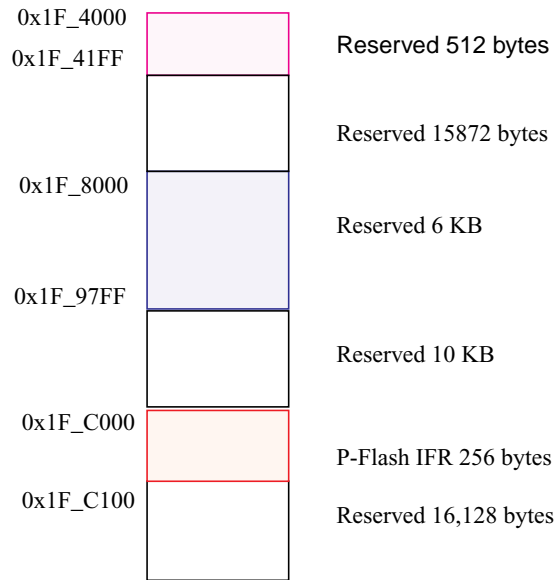 0x1F_4000
Reserved 512 bytes
0x1F_41FF
Reserved 15872 bytes
0x1F_8000
Reserved 6 KB
0x1F_97FF
Reserved 10 KB
0x1F_C000
P-Flash IFR 256 bytes
0x1F_C100
Reserved 16,128 bytes